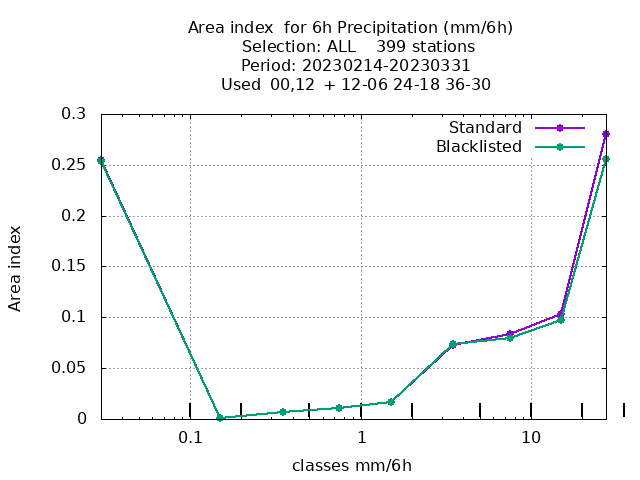 Area index  for 6h Precipitation (mm/6h)
Selection: ALL    399 stations
Period: 20230214-20230331
Used  00,12  + 12-06 24-18 36-30
Standard
Blacklisted
0.3
0.25
0.2
0.15
0.1
0.05
0
Area index
0.1 1 10
classes mm/6h